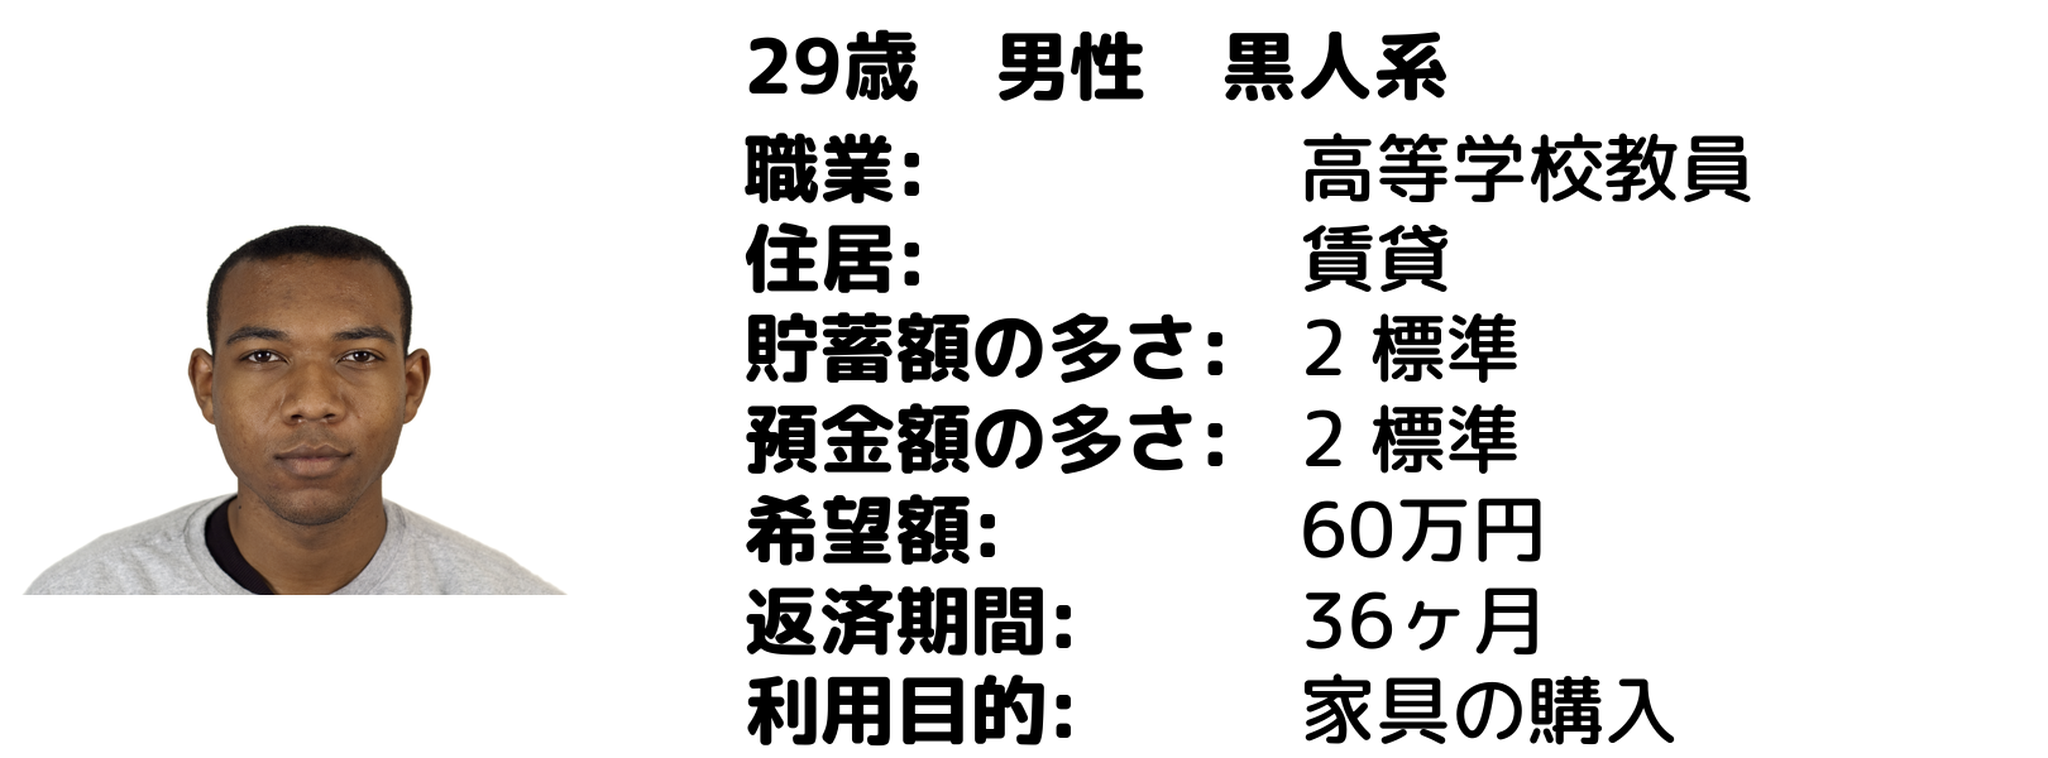 29歳　男性　黒人系
職業: 高等学校教員
住居: 賃貸
貯蓄額の多さ: 2 標準
預金額の多さ: 2 標準
希望額: 60万円
返済期間: 36ヶ月
利用目的: 家具の購入